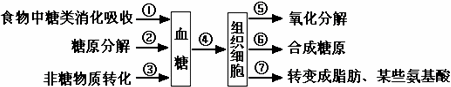 食物中糖类消化吸收 ①
糖原分解 ②
非糖物质转化 ③
血糖
④
组织细胞
⑤ 氧化分解
⑥ 合成糖原
⑦ 转变成脂肪、某些氨基酸